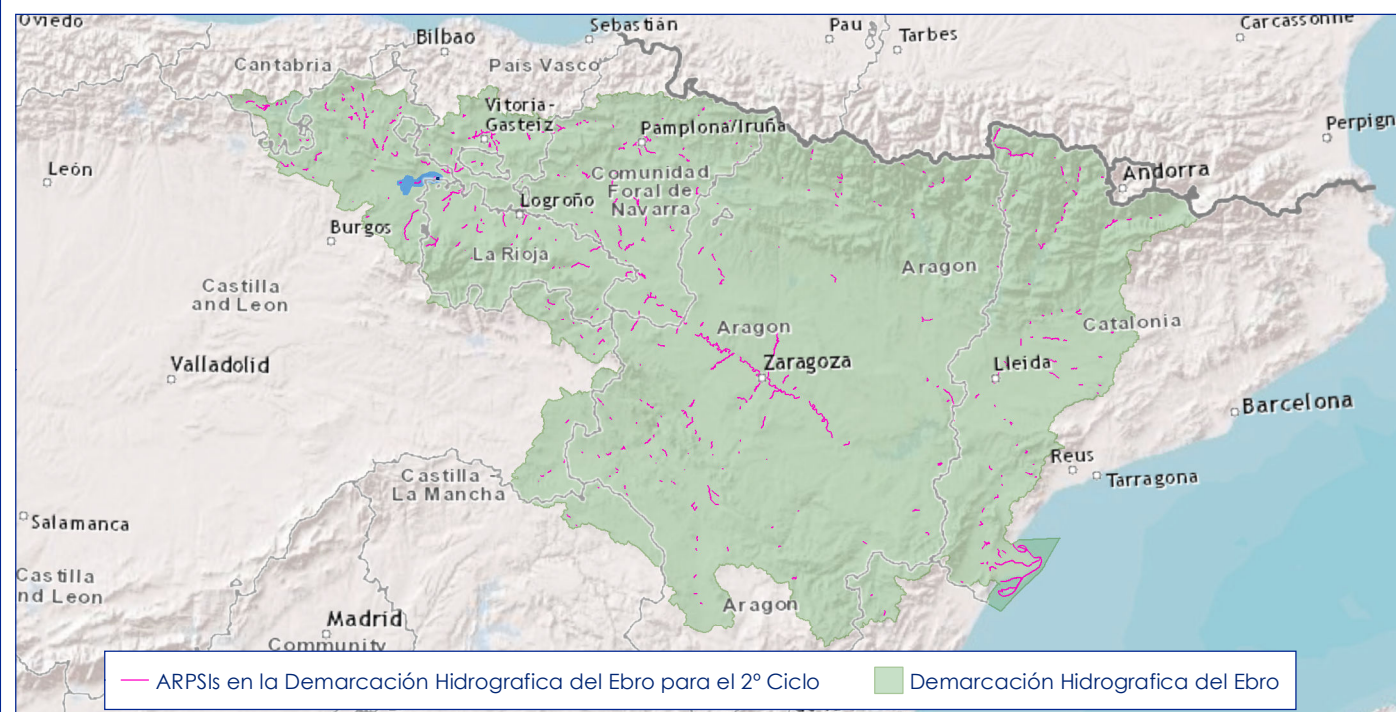 Oviedo
Sebastián
Pau
Carcassonne
Bilbao
Tarbes
Cantabria
País Vasco
Vitoria-
Gasteiz
Pamplona/Iruña
Perpign
León
Comunidad
Foral de
Navarra
Andorra
Logroño
Burgos
La Rioja
Aragon
Castilla
and Leon
Aragon
Catalonia
Valladolid
Zaragoza
Lleida
Barcelona
Reus
Castilla
La Mancha
Tarragona
Salamanca
Castilla
nd Leon
Aragon
Madrid
Community
ARPSIs en la Demarcación Hidrografica del Ebro para el 2º Ciclo
Demarcación Hidrografica del Ebro